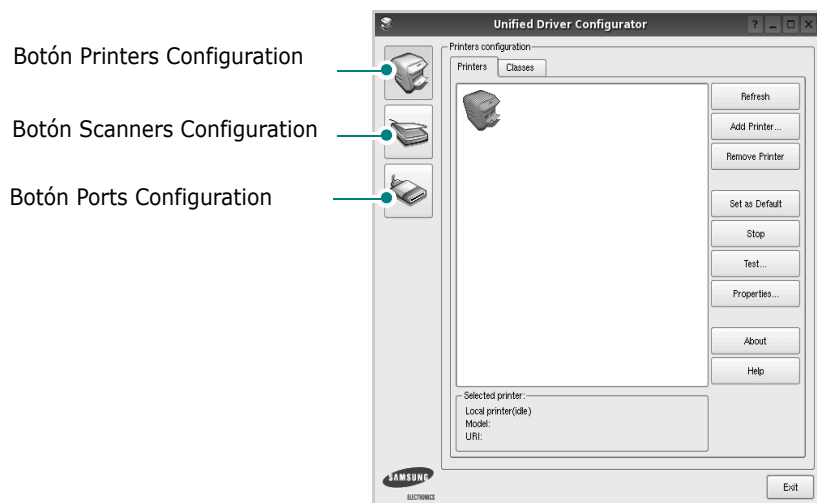 Unified Driver Configurator
Botón Printers Configuration
Botón Scanners Configuration
Botón Ports Configuration
Printers configuration
Printers
Classes
Refresh
Add Printer...
Remove Printer
Set as Default
Stop
Test...
Properties...
About
Help
Selected printer:
Local printer(idle)
Model:
URI:
SAMSUNG
ELECTRONICS
Exit